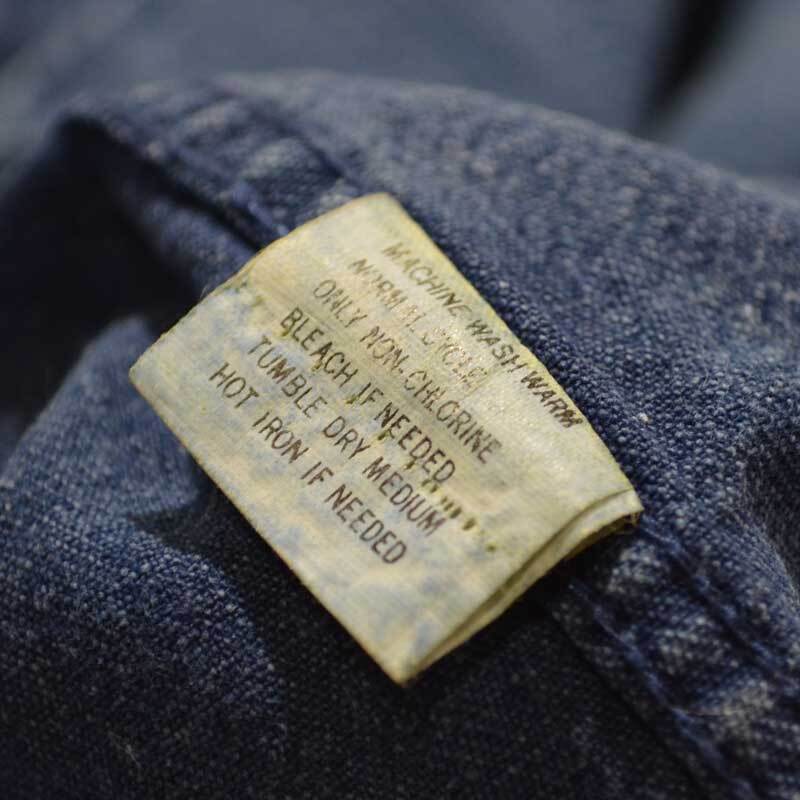 MACHINE WASH WARM
NORMAL CYCLE
ONLY NON-CHLORINE
BLEACH IF NEEDED
TUMBLE DRY MEDIUM
HOT IRON IF NEEDED